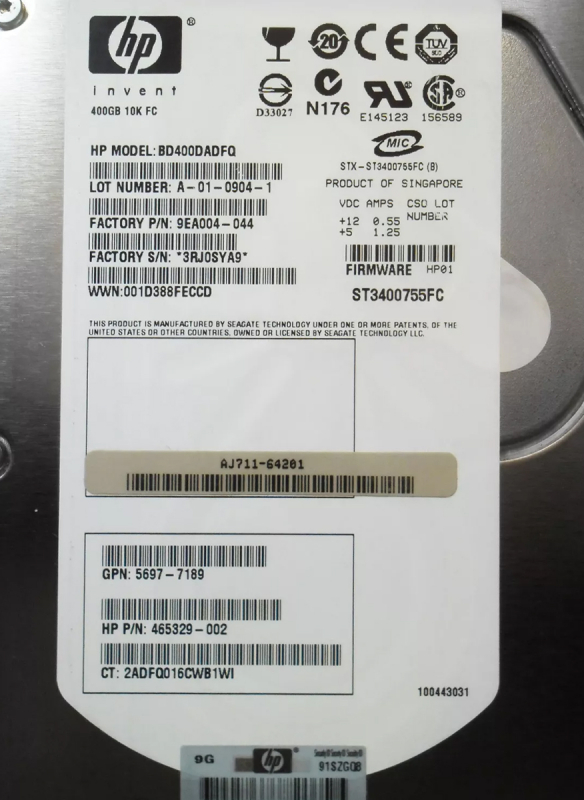 hp®
invent
400GB 10K FC
20
CE
TUV
D33027
N176
E145123
156589
MIC
HP MODEL: BD400DADFQ
STX-ST3400755FC (B)
PRODUCT OF SINGAPORE
LOT NUMBER: A-01-0904-1
VDC AMPS CSO LOT
NUMBER
+12 0.55
+5 1.25
FACTORY P/N: 9EA004-044
FACTORY S/N: "3RJ0SYA9"
FIRMWARE HP01
WWN:001D388FECCD
ST3400755FC
THIS PRODUCT IS MANUFACTURED BY SEAGATE TECHNOLOGY UNDER ONE OR MORE PATENTS. OF THE
UNITED STATES OR OTHER COUNTRIES. OWNED OR LICENSED BY SEAGATE TECHNOLOGY LLC.
AJ711-64201
GPN: 5697-7189
HP P/N: 465329-002
CT: 2ADFQ016CWB1WI
100443031
9G
hp
91SZGQB